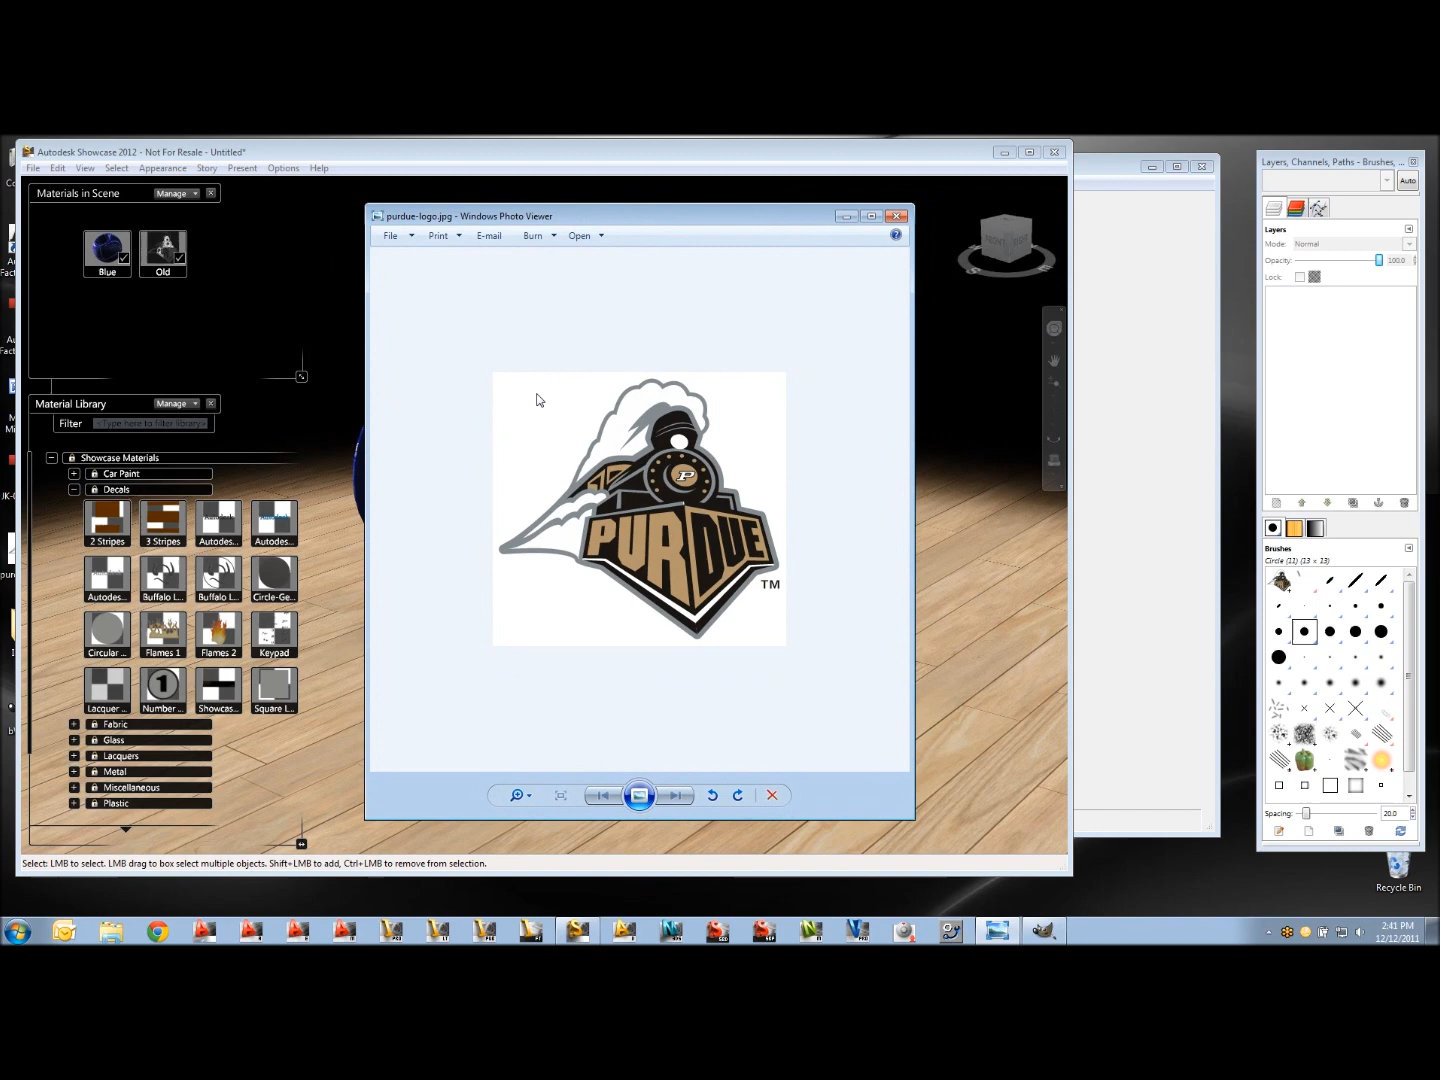 Autodesk Showcase 2012 - Not For Resale - Untitled*
File Edit View Select Appearance Story Present Options Help
Materials in Scene Manage
Blue Old
Material Library Manage
Filter <Type here to filter library>
Showcase Materials
Car Paint
Decals
2 Stripes 3 Stripes Autodes... Autodes...
Autodes... Buffalo L... Buffalo L... Circle-Ge...
Circular ... Flames 1 Flames 2 Keypad
Lacquer ... Number ... Showcas... Square L...
Fabric
Glass
Lacquers
Metal
Miscellaneous
Plastic
Select: LMB to select. LMB drag to box select multiple objects. Shift+LMB to add, Ctrl+LMB to remove from selection.
purdue-logo.jpg - Windows Photo Viewer
File Print E-mail Burn Open
P
PURDUE
TM
Layers, Channels, Paths - Brushes, ...
Auto
Layers
Mode: Normal
Opacity: 100.0
Lock:
Brushes
Circle (11) (13 × 13)
Spacing: 20.0
Recycle Bin
2:41 PM
12/12/2011